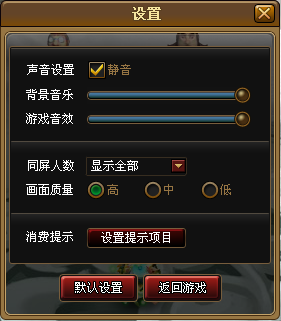 设置
声音设置 静音
背景音乐
游戏音效
同屏人数 显示全部
画面质量 高 中 低
消费提示 设置提示项目
默认设置 返回游戏